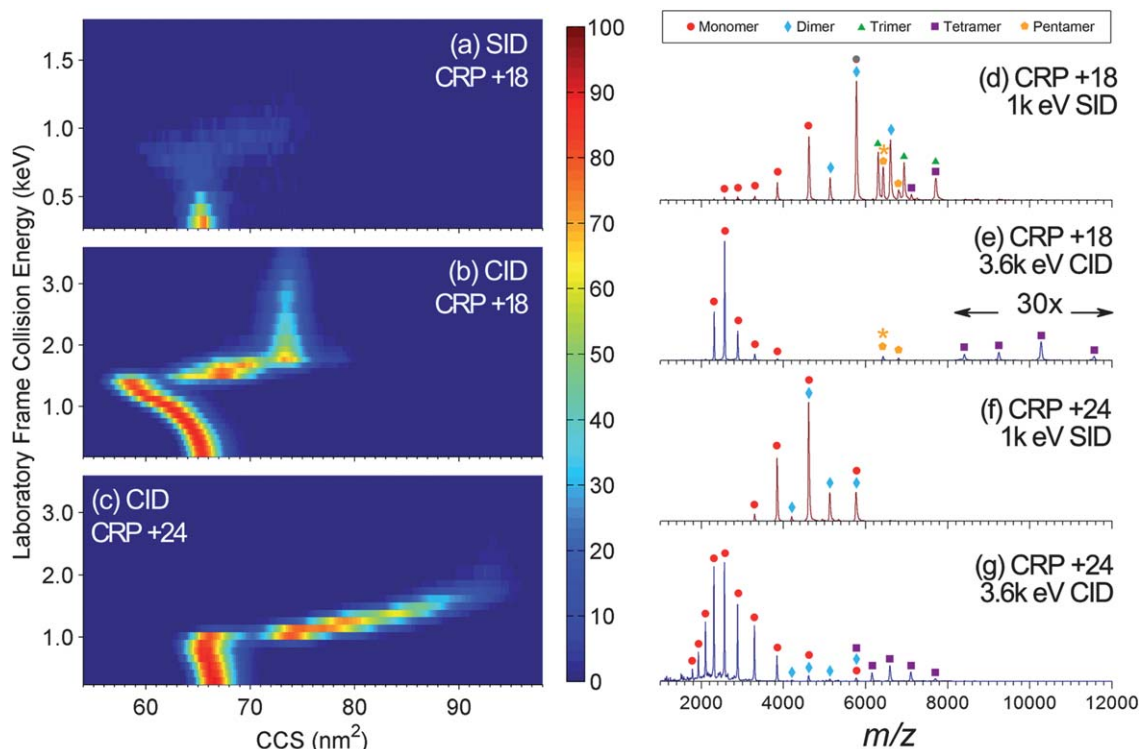 Laboratory Frame Collision Energy (keV)
(a) SID
CRP +18
1.5
1.0
0.5
(b) CID
CRP +18
3.0
2.0
1.0
(c) CID
CRP +24
3.0
2.0
1.0
60 70 80 90
CCS (nm²)
100
90
80
70
60
50
40
30
20
10
0
Monomer Dimer Trimer Tetramer Pentamer
(d) CRP +18
1k eV SID
*
(e) CRP +18
3.6k eV CID
30x
*
(f) CRP +24
1k eV SID
(g) CRP +24
3.6k eV CID
2000 4000 6000 8000 10000 12000
m/z